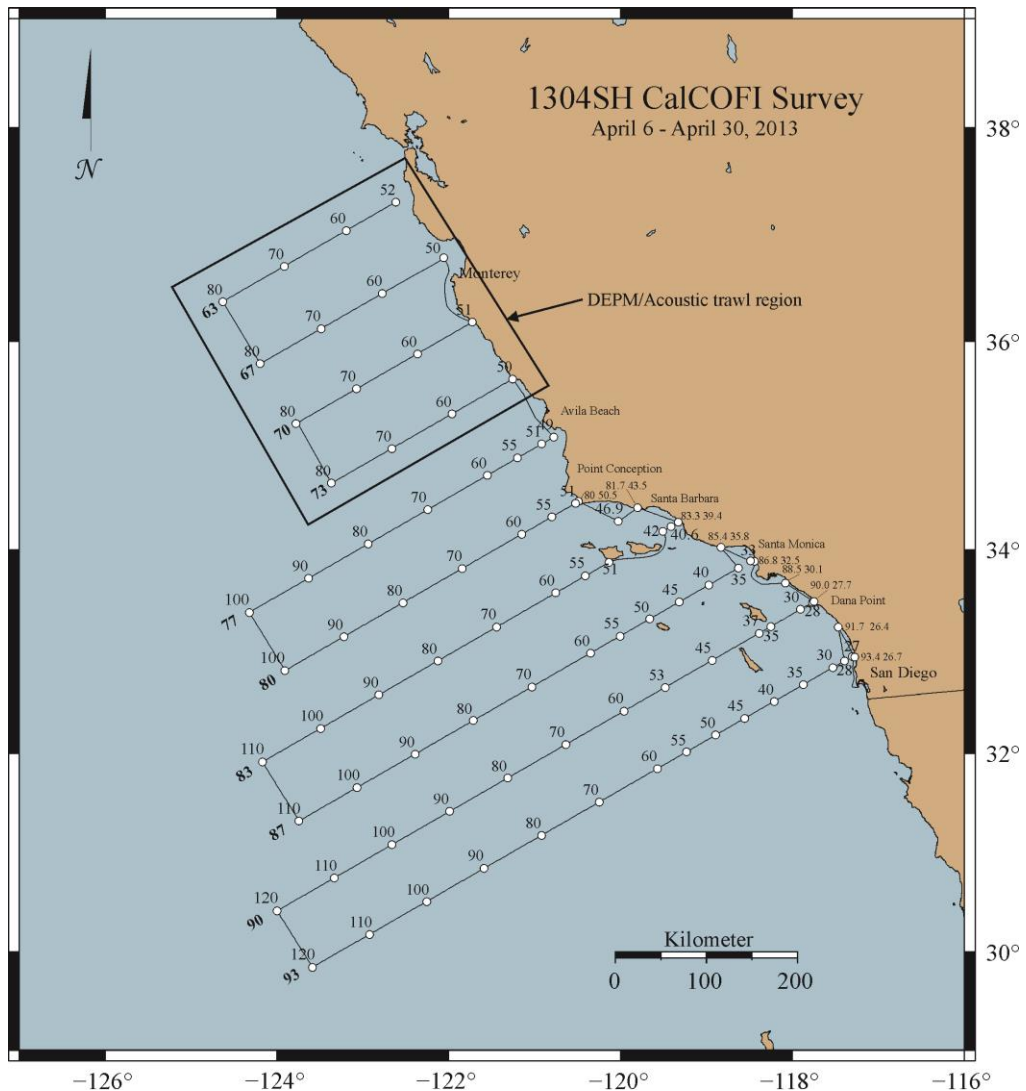 1304SH CalCOFI Survey
April 6 - April 30, 2013
N
38°
36°
34°
32°
30°
−126° −124° −122° −120° −118° −116°
DEPM/Acoustic trawl region
Monterey
Avila Beach
Point Conception
Santa Barbara
Santa Monica
Dana Point
San Diego
80 70 60 52
63
80 70 60 50
67
80 70 60 51
70
80 70 60 50
73
100 90 80 70 60 55 51 49
77
100 90 80 70 60 55 51
80
80 50.5
81.7 43.5
46.9
83.3 39.4
110 100 90 80 70 60 55 51 42 40.6
83
85.4 35.8
110 100 90 80 70 60 55 50 45 40 35 33
87
86.8 32.5
88.5 30.1
90.0 27.7
120 110 100 90 80 70 60 53 45 37 35 30 28
90
91.7 26.4
93.4 26.7
120 110 100 90 80 70 60 55 50 45 40 35 30 28 27
93
Kilometer
0 100 200